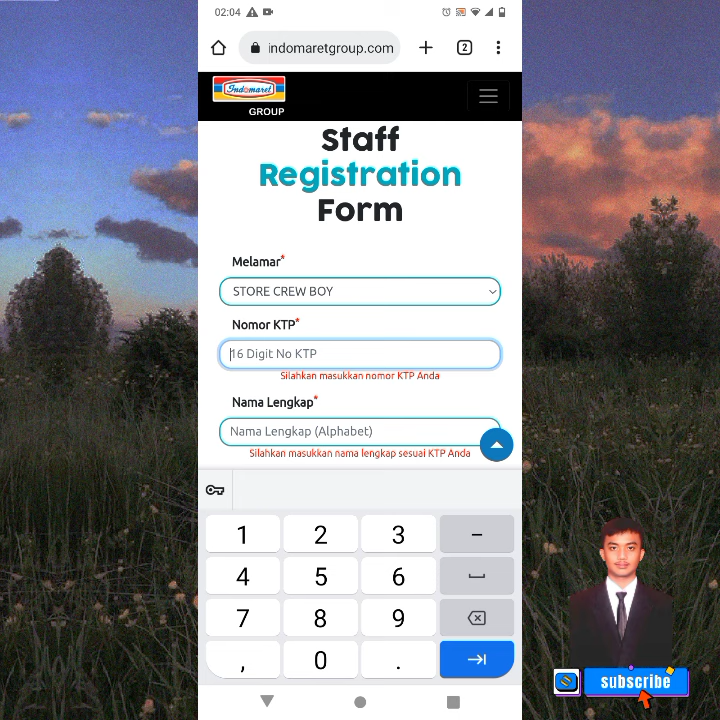 02:04
indomaretgroup.com
2
Indomaret
GROUP
Staff
Registration
Form
Melamar*
STORE CREW BOY
Nomor KTP*
16 Digit No KTP
Silahkan masukkan nomor KTP Anda
Nama Lengkap*
Nama Lengkap (Alphabet)
Silahkan masukkan nama lengkap sesuai KTP Anda
1 2 3 –
4 5 6
7 8 9
, 0 .
subscribe